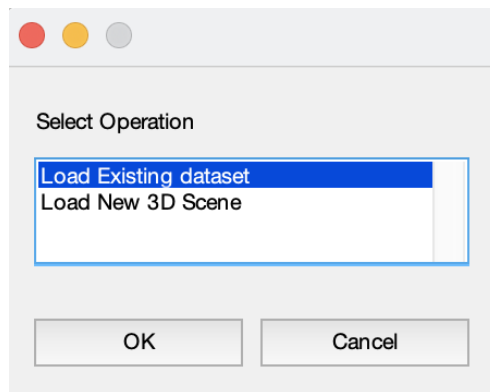 Select Operation
Load Existing dataset
Load New 3D Scene
OK
Cancel